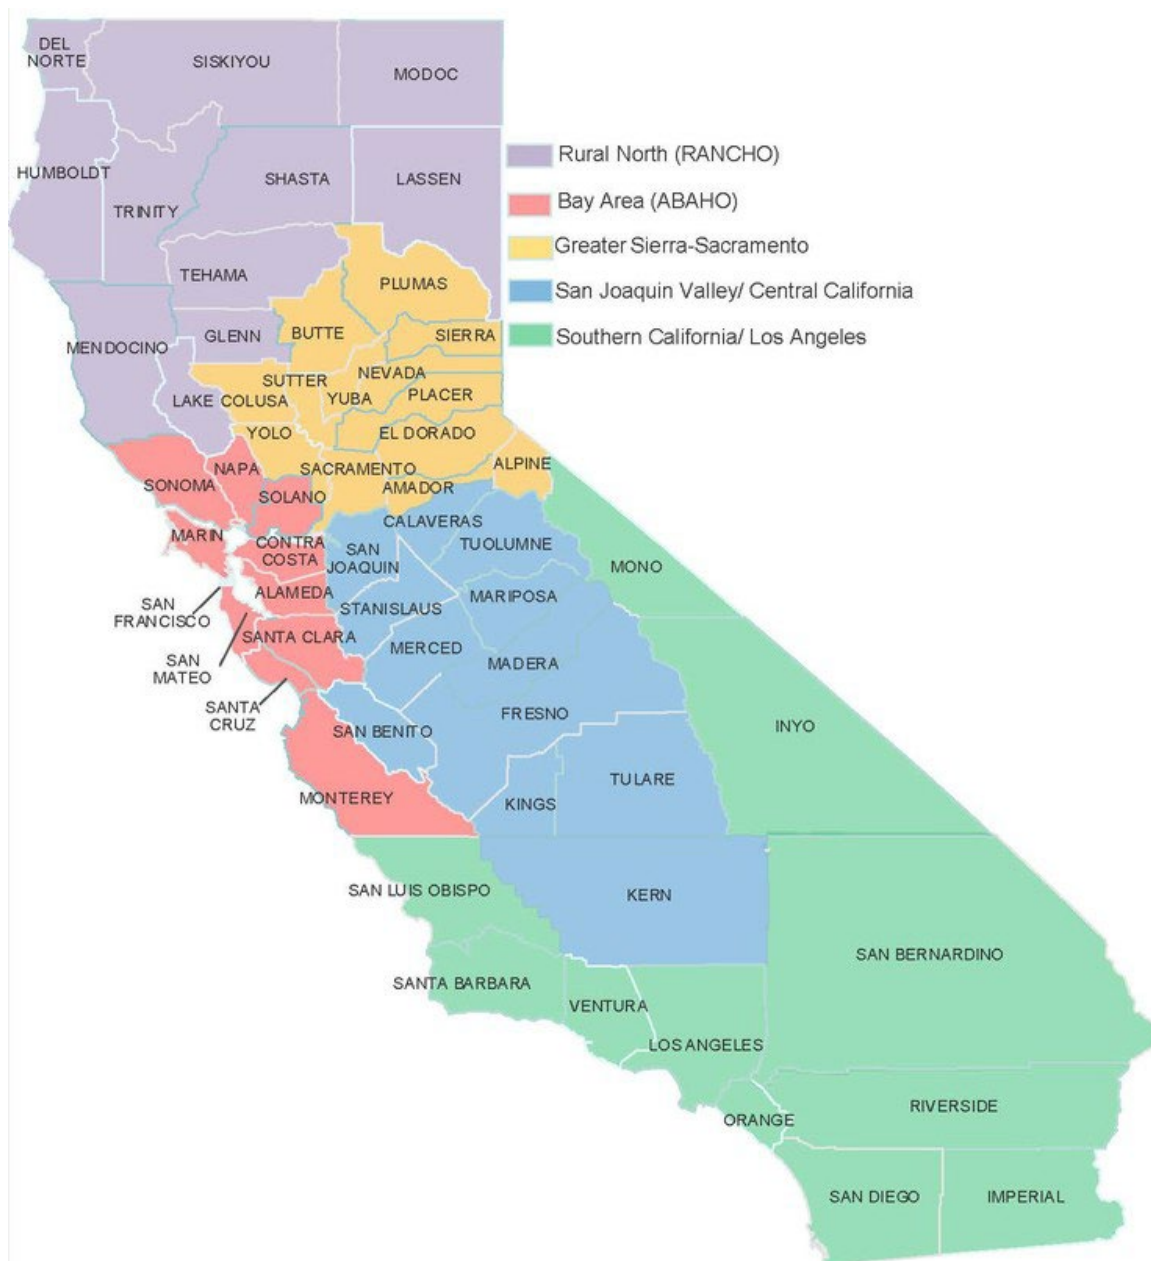 DEL
NORTE
SISKIYOU
MODOC
HUMBOLDT
TRINITY
SHASTA
LASSEN
Rural North (RANCHO)
Bay Area (ABAHO)
Greater Sierra-Sacramento
San Joaquin Valley/ Central California
Southern California/ Los Angeles
TEHAMA
PLUMAS
MENDOCINO
GLENN
BUTTE
SIERRA
LAKE
COLUSA
SUTTER
YUBA
NEVADA
PLACER
YOLO
EL DORADO
SONOMA
NAPA
SOLANO
SACRAMENTO
AMADOR
ALPINE
MARIN
CONTRA
COSTA
SAN
JOAQUIN
CALAVERAS
TUOLUMNE
MONO
SAN
FRANCISCO
ALAMEDA
STANISLAUS
MARIPOSA
SAN
MATEO
SANTA CLARA
MERCED
MADERA
SANTA
CRUZ
SAN BENITO
FRESNO
INYO
MONTEREY
KINGS
TULARE
SAN LUIS OBISPO
KERN
SAN BERNARDINO
SANTA BARBARA
VENTURA
LOS ANGELES
ORANGE
RIVERSIDE
SAN DIEGO
IMPERIAL